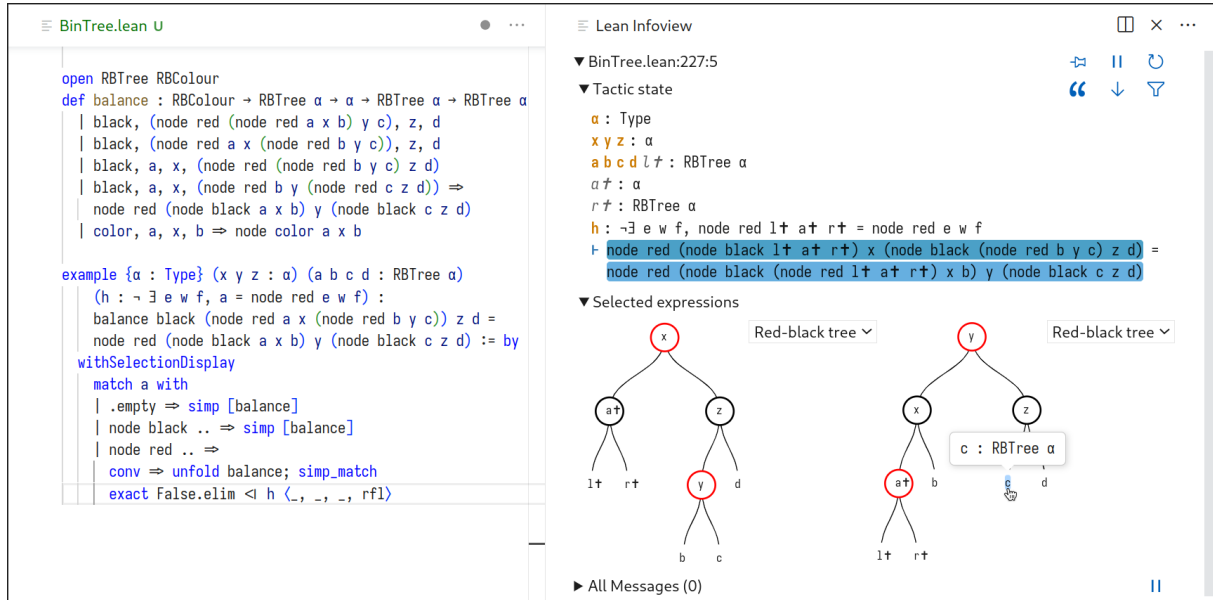 BinTree.lean U
open RBTree RBColour
def balance : RBColour → RBTree α → α → RBTree α → RBTree α
| black, (node red (node red a x b) y c), z, d
| black, (node red a x (node red b y c)), z, d
| black, a, x, (node red (node red b y c) z d)
| black, a, x, (node red b y (node red c z d)) ⇒
node red (node black a x b) y (node black c z d)
| color, a, x, b ⇒ node color a x b
example {α : Type} (x y z : α) (a b c d : RBTree α)
(h : ¬ ∃ e w f, a = node red e w f) :
balance black (node red a x (node red b y c)) z d =
node red (node black a x b) y (node black c z d) := by
withSelectionDisplay
match a with
| .empty ⇒ simp [balance]
| node black .. ⇒ simp [balance]
| node red .. ⇒
conv ⇒ unfold balance; simp_match
exact False.elim <| h ⟨_, _, _, rfl⟩
Lean Infoview
▼ BinTree.lean:227:5
▼ Tactic state
α : Type
x y z : α
a b c d l✝ : RBTree α
a✝ : α
r✝ : RBTree α
h : ¬∃ e w f, node red l✝ a✝ r✝ = node red e w f
⊢ node red (node black l✝ a✝ r✝) x (node black (node red b y c) z d) =
node red (node black (node red l✝ a✝ r✝) x b) y (node black c z d)
▼ Selected expressions
x
Red-black tree
a✝ z
l✝ r✝ y d
b c
y
Red-black tree
x z
c : RBTree α
a✝ b c d
l✝ r✝
▶ All Messages (0)